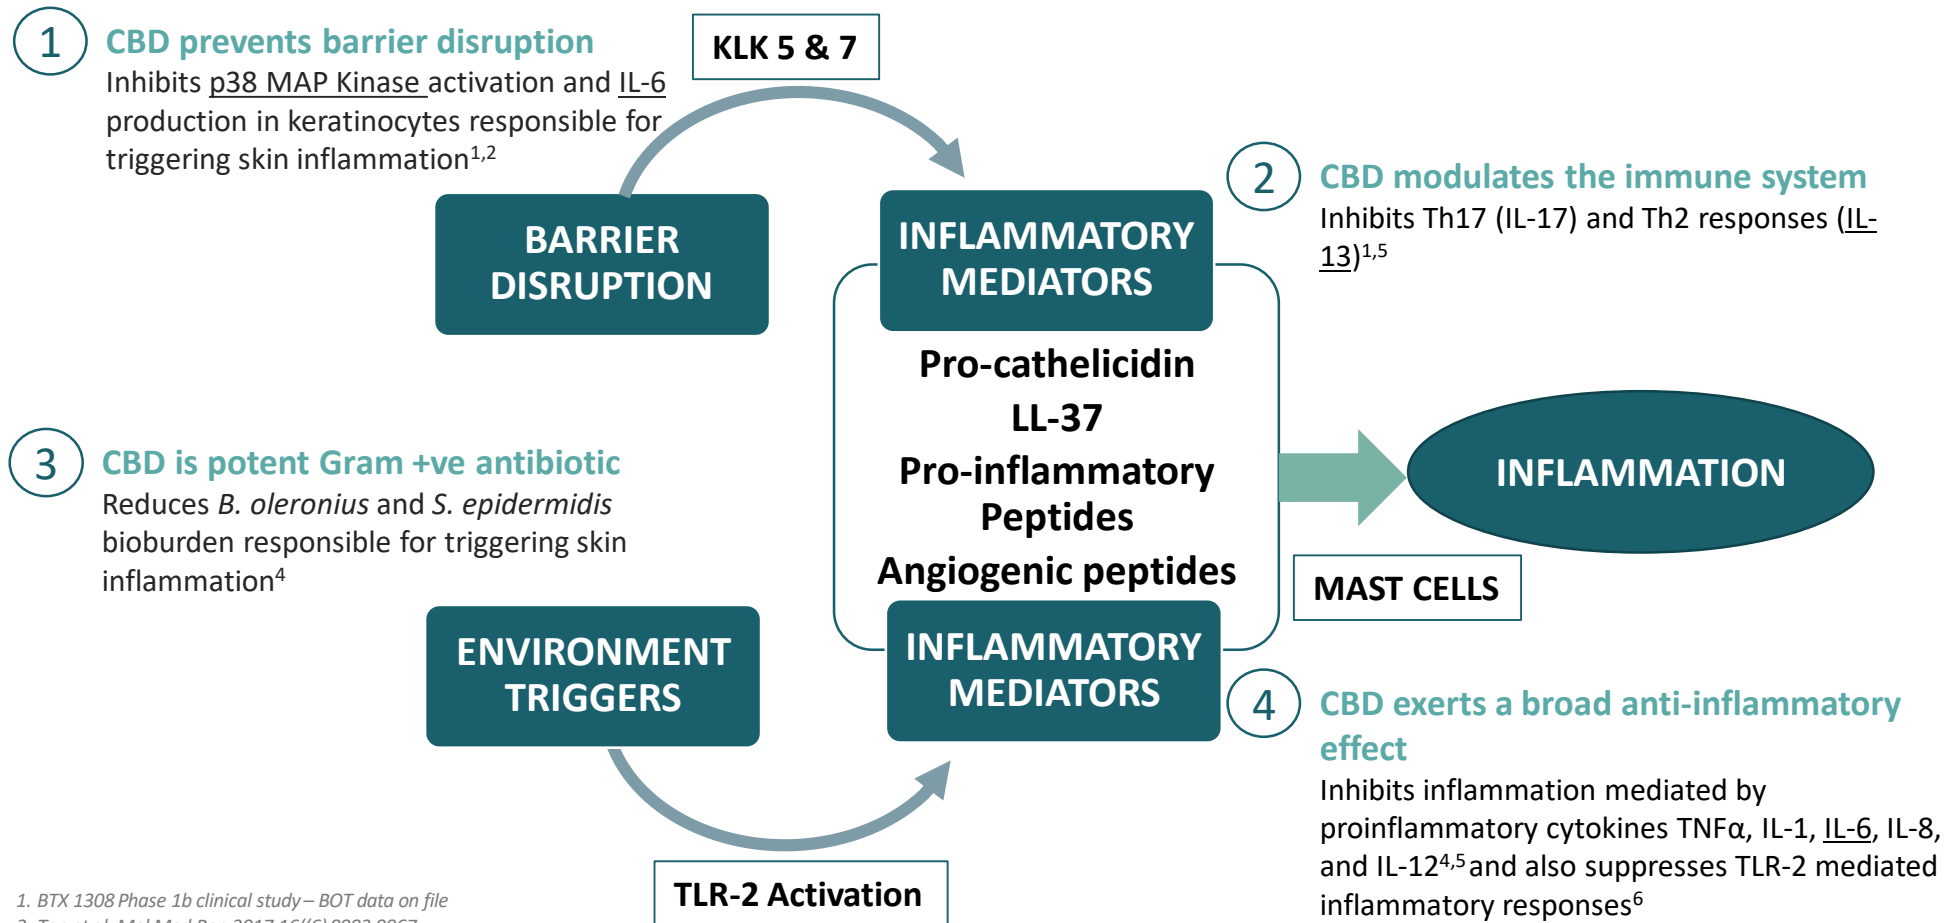 1
CBD prevents barrier disruption
Inhibits p38 MAP Kinase activation and IL-6
production in keratinocytes responsible for
triggering skin inflammation1,2
KLK 5 & 7
BARRIER
DISRUPTION
INFLAMMATORY
MEDIATORS
2
CBD modulates the immune system
Inhibits Th17 (IL-17) and Th2 responses (IL-
13)1,5
Pro-cathelicidin
LL-37
Pro-inflammatory
Peptides
Angiogenic peptides
3
CBD is potent Gram +ve antibiotic
Reduces B. oleronius and S. epidermidis
bioburden responsible for triggering skin
inflammation4
INFLAMMATION
MAST CELLS
ENVIRONMENT
TRIGGERS
INFLAMMATORY
MEDIATORS
4
CBD exerts a broad anti-inflammatory
effect
Inhibits inflammation mediated by
proinflammatory cytokines TNFα, IL-1, IL-6, IL-8,
and IL-124,5 and also suppresses TLR-2 mediated
inflammatory responses6
TLR-2 Activation
1. BTX 1308 Phase 1b clinical study – BOT data on file